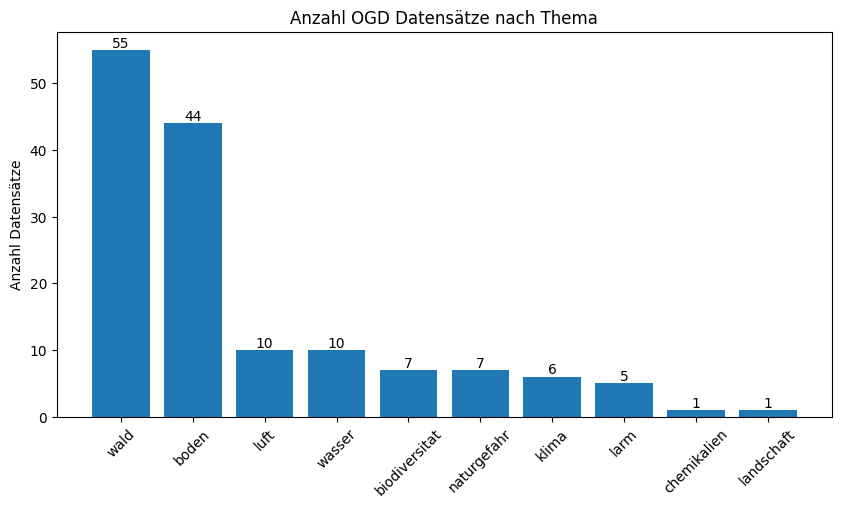 Anzahl OGD Datensätze nach Thema
Anzahl Datensätze
50
40
30
20
10
0
55
44
10
10
7
7
6
5
1
1
wald
boden
luft
wasser
biodiversitat
naturgefahr
klima
larm
chemikalien
landschaft